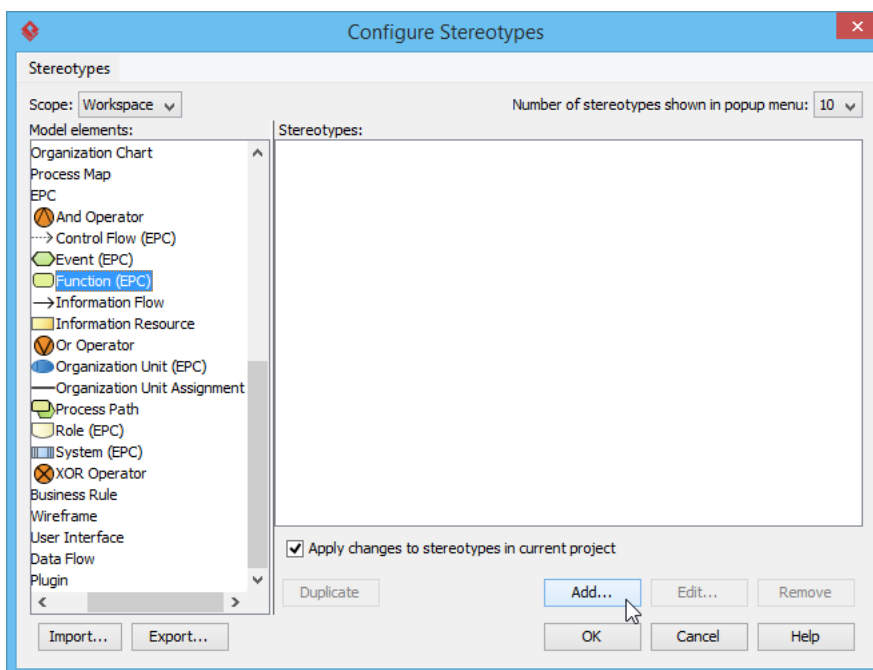 Configure Stereotypes
Stereotypes
Scope: Workspace
Number of stereotypes shown in popup menu: 10
Model elements:
Stereotypes:
Organization Chart
Process Map
EPC
And Operator
Control Flow (EPC)
Event (EPC)
Function (EPC)
Information Flow
Information Resource
Or Operator
Organization Unit (EPC)
Organization Unit Assignment
Process Path
Role (EPC)
System (EPC)
XOR Operator
Business Rule
Wireframe
User Interface
Data Flow
Plugin
Apply changes to stereotypes in current project
Duplicate Add... Edit... Remove
Import... Export... OK Cancel Help